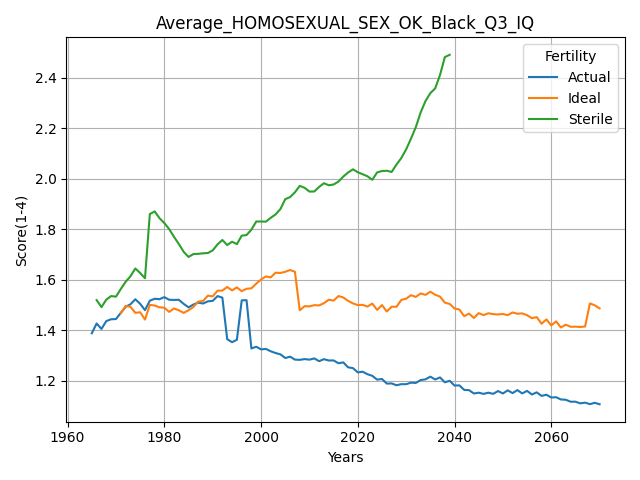 Average_HOMOSEXUAL_SEX_OK_Black_Q3_IQ
Fertility
Actual
Ideal
Sterile
Score(1-4)
2.4
2.2
2.0
1.8
1.6
1.4
1.2
1960
1980
2000
2020
2040
2060
Years